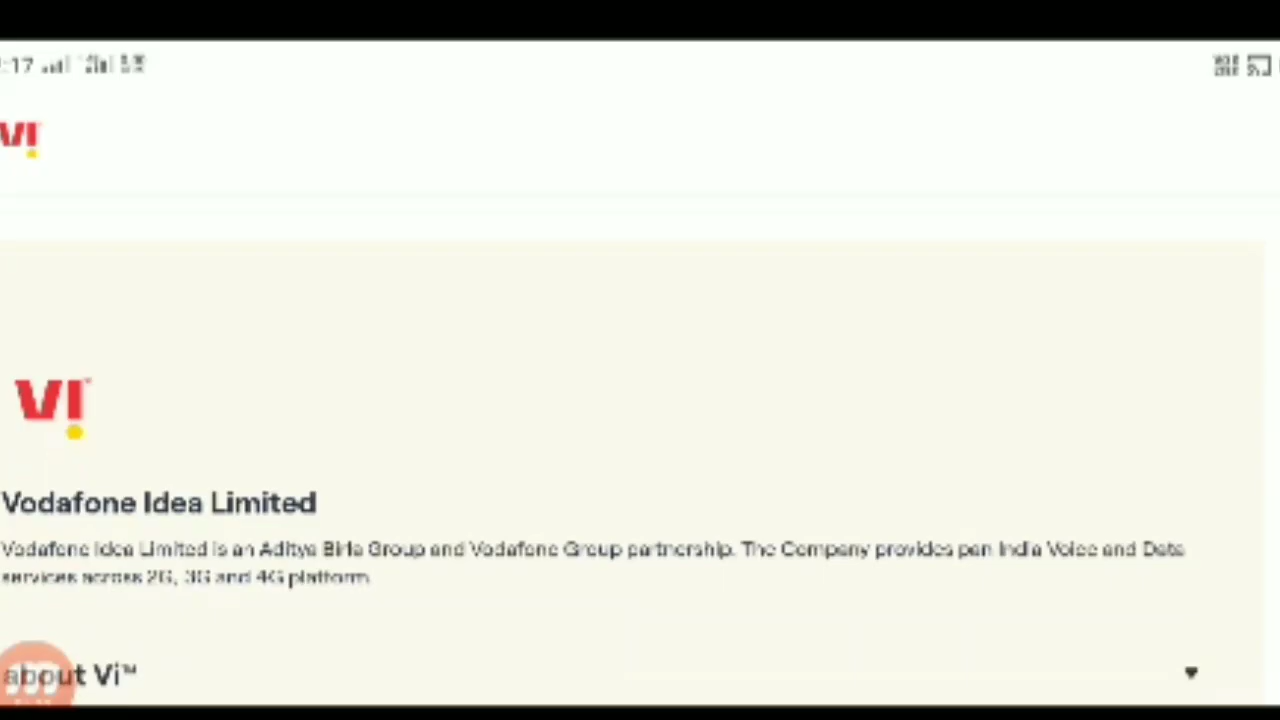 :17
Vi
Vi
Vodafone Idea Limited
Vodafone Idea Limited is an Aditya Birla Group and Vodafone Group partnership. The Company provides pan India Voice and Data
services across 2G, 3G and 4G platform.
about Vi™